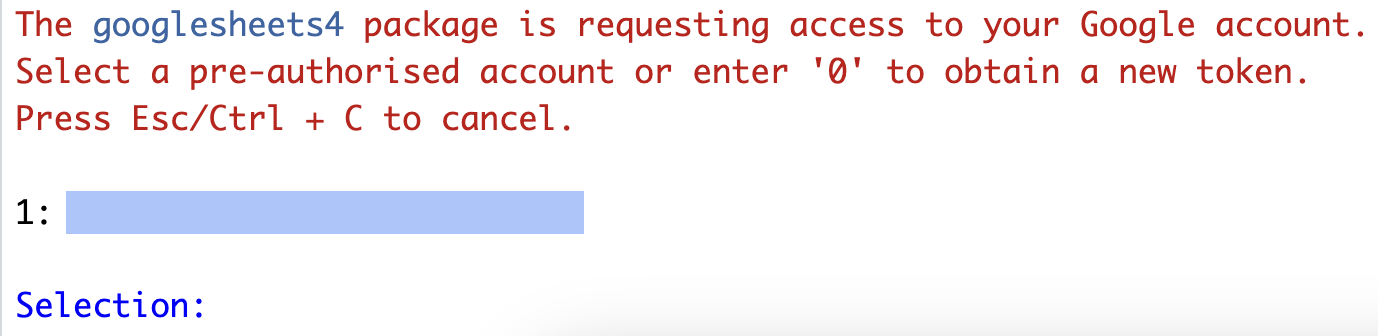 The googlesheets4 package is requesting access to your Google account.
Select a pre-authorised account or enter '0' to obtain a new token.
Press Esc/Ctrl + C to cancel.
1:
Selection: